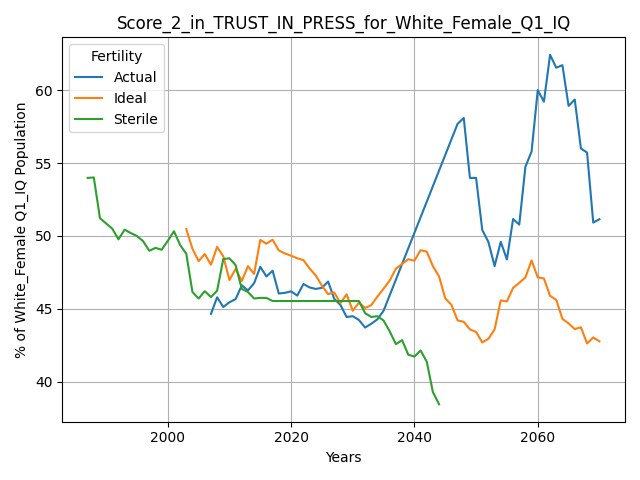 Score_2_in_TRUST_IN_PRESS_for_White_Female_Q1_IQ
Fertility
Actual
Ideal
Sterile
% of White_Female Q1_IQ Population
60
55
50
45
40
2000
2020
2040
2060
Years